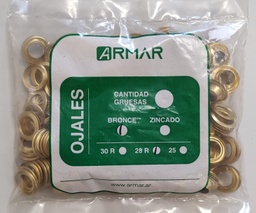 ARMAR
OJALES
CANTIDAD
GRUESAS
BRONCE
ZINCADO
30 R
28 R
25
www.armar.ar